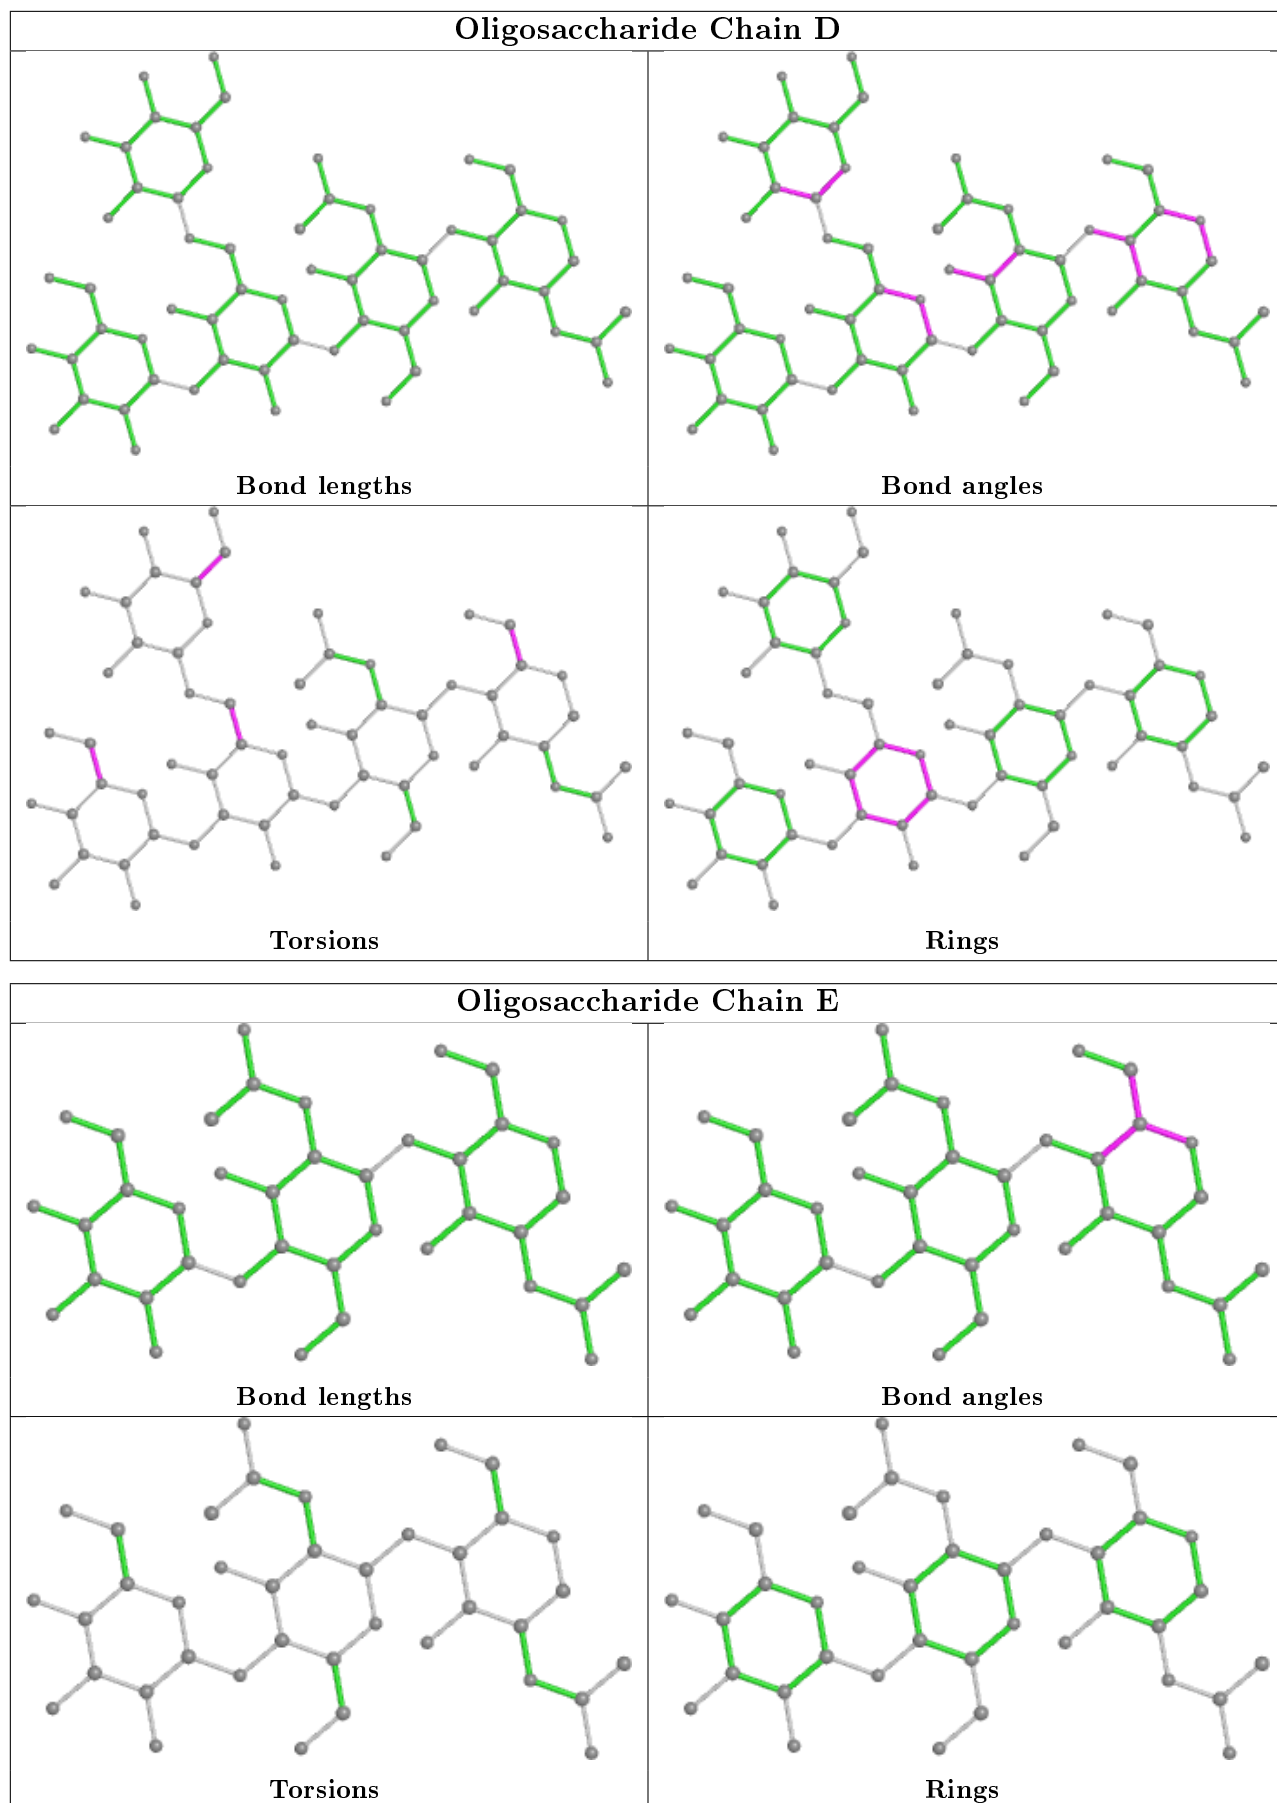 Oligosaccharide Chain D
Bond lengths
Bond angles
Torsions
Rings
Oligosaccharide Chain E
Bond lengths
Bond angles
Torsions
Rings